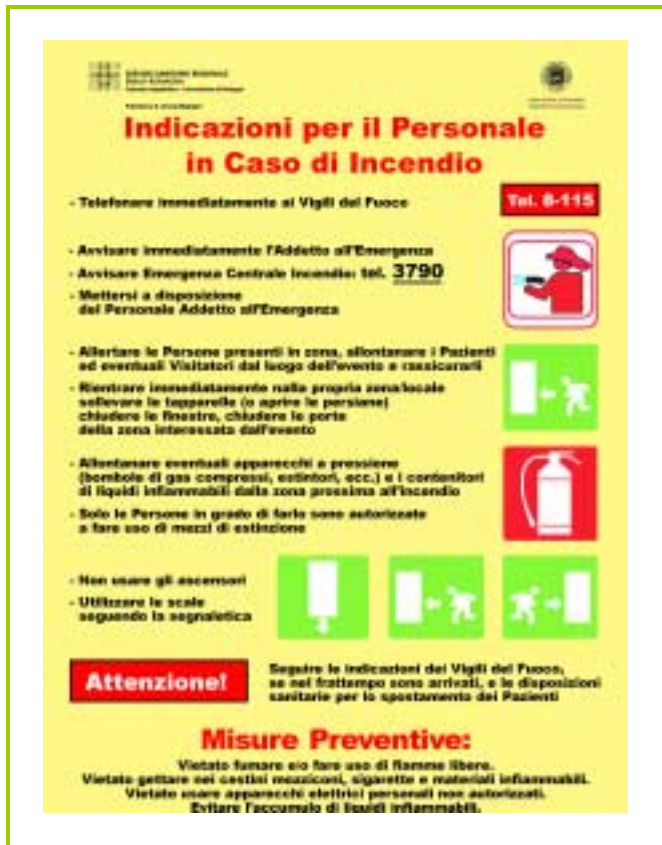 SERVIZIO SANITARIO REGIONALE
EMILIA-ROMAGNA
Indicazioni per il Personale
in Caso di Incendio
- Telefonare immediatamente ai Vigili del Fuoco
Tel. 8-115
- Avvisare immediatamente l'Addetto all'Emergenza
- Avvisare Emergenza Centrale Incendio: tel. 3790
- Mettersi a disposizione
del Personale Addetto all'Emergenza
- Allertare le Persone presenti in zona, allontanare i Pazienti
ed eventuali Visitatori dal luogo dell'evento e rassicurarli
- Rientrare immediatamente nella propria zona/locale
sollevare le tapparelle (o aprire le persiane)
chiudere le finestre, chiudere le porte
della zona interessata dall'evento
- Allontanare eventuali apparecchi a pressione
(bombole di gas compressi, estintori, ecc.) e i contenitori
di liquidi infiammabili dalla zona prossima all'incendio
- Solo le Persone in grado di farlo sono autorizzate
a fare uso di mezzi di estinzione
- Non usare gli ascensori
- Utilizzare le scale
seguendo la segnaletica
Attenzione!
Seguire le indicazioni dei Vigili del Fuoco,
se nel frattempo sono arrivati, e le disposizioni
sanitarie per lo spostamento dei Pazienti
Misure Preventive:
Vietato fumare e/o fare uso di fiamme libere.
Vietato gettare nei cestini mozziconi, sigarette e materiali infiammabili.
Vietato usare apparecchi elettrici personali non autorizzati.
Evitare l'accumulo di liquidi infiammabili.